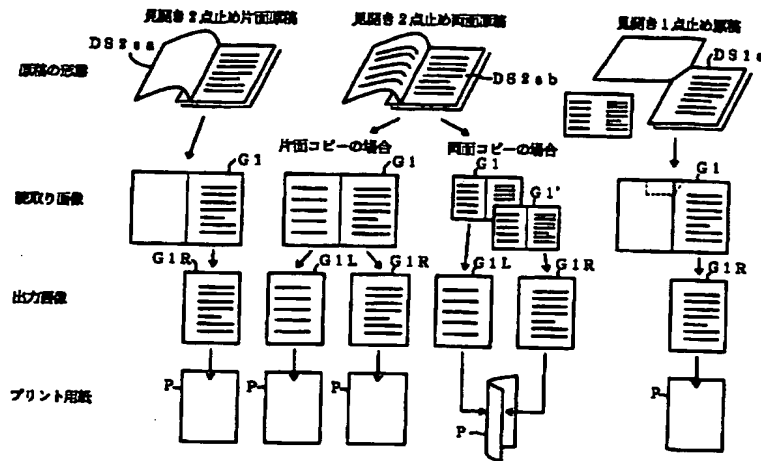 見開き2点止め片面原稿
見開き2点止め両面原稿
見開き1点止め原稿
原稿の形態
DS2sa
DS2sb
DS1s
片面コピーの場合
両面コピーの場合
読取り画像
G1
G1
G1
G1'
G1
出力画像
G1R
G1L
G1R
G1L
G1R
G1R
プリント用紙
P
P
P
P
P